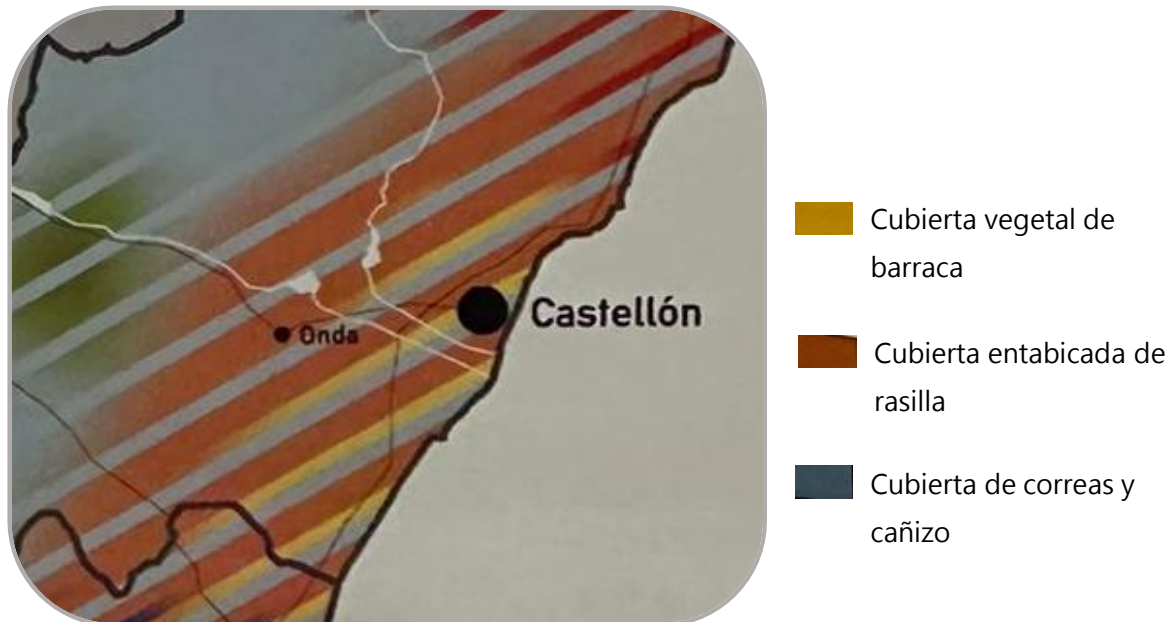 Onda
Castellón
Cubierta vegetal de
barraca
Cubierta entabicada de
rasilla
Cubierta de correas y
cañizo